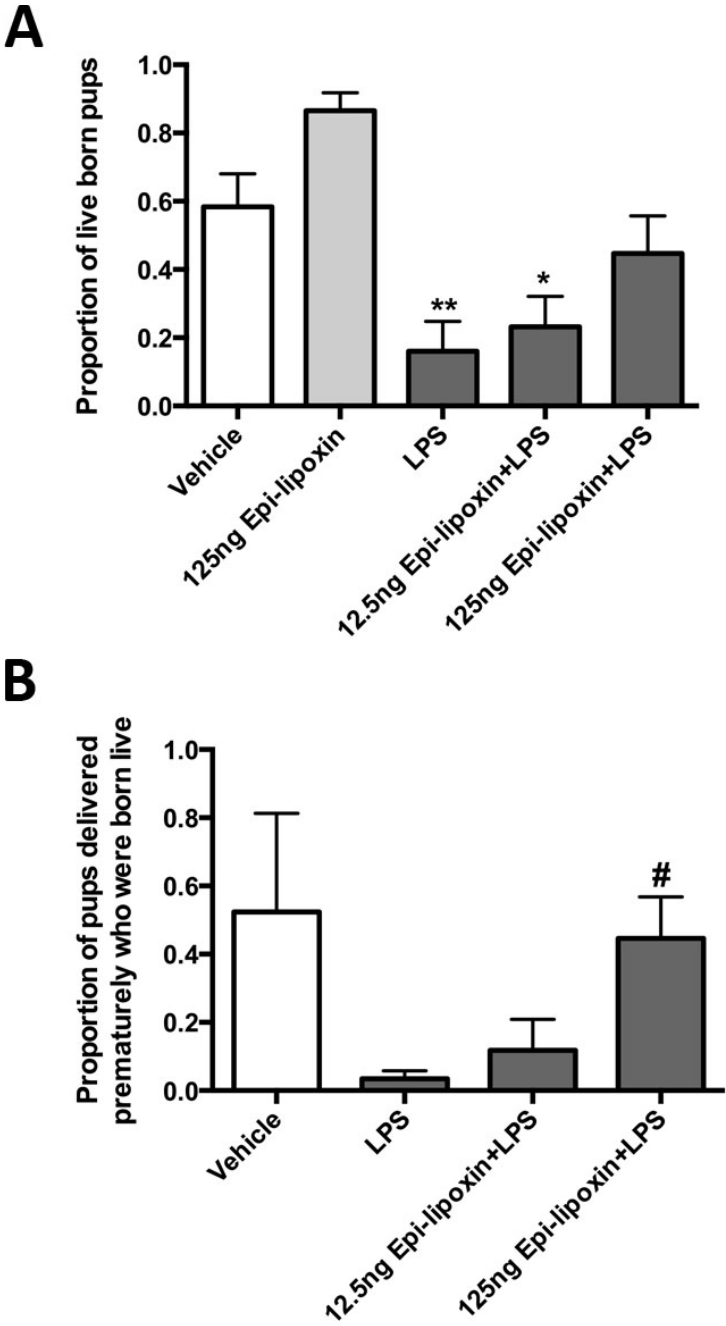 A
Proportion of live born pups
1.0
0.8
0.6
0.4
0.2
0.0
**
*
Vehicle
125ng Epi-lipoxin
LPS
12.5ng Epi-lipoxin+LPS
125ng Epi-lipoxin+LPS
B
Proportion of pups delivered
prematurely who were born live
1.0
0.8
0.6
0.4
0.2
0.0
#
Vehicle
LPS
12.5ng Epi-lipoxin+LPS
125ng Epi-lipoxin+LPS